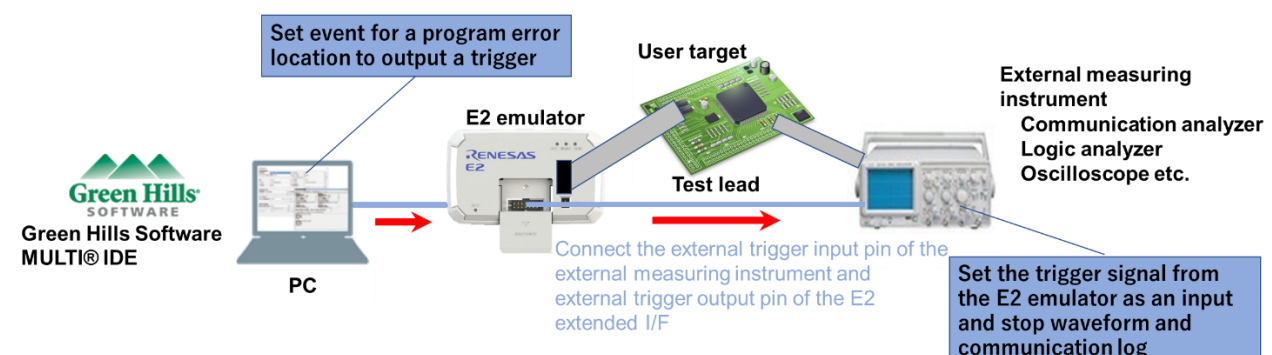 Set event for a program error
location to output a trigger
User target
External measuring
instrument
Communication analyzer
Logic analyzer
Oscilloscope etc.
E2 emulator
RENESAS
E2
Test lead
Green Hills®
SOFTWARE
Green Hills Software
MULTI® IDE
PC
Connect the external trigger input pin of the
external measuring instrument and
external trigger output pin of the E2
extended I/F
Set the trigger signal from
the E2 emulator as an input
and stop waveform and
communication log